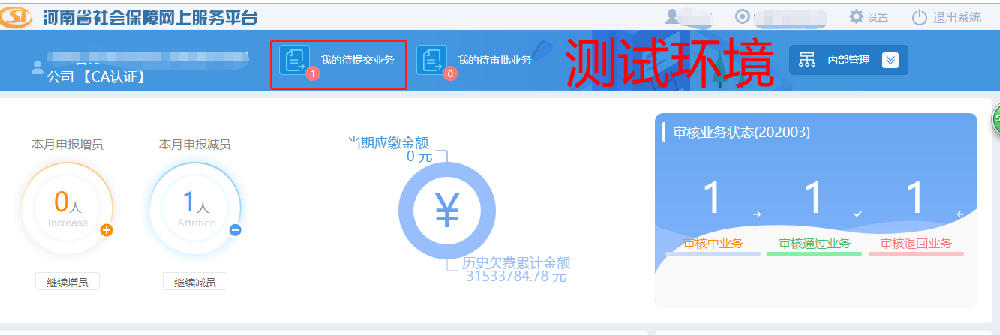 河南省社会保障网上服务平台
设置
退出系统
公司 【CA认证】
我的待提交业务
1
我的待审批业务
0
测试环境
内部管理
本月申报增员
0人
Increase
继续增员
本月申报减员
1人
Attrition
继续减员
当期应缴金额
0 元
¥
历史欠费累计金额
31533784.78 元
审核业务状态(202003)
1
审核中业务
1
审核通过业务
1
审核退回业务